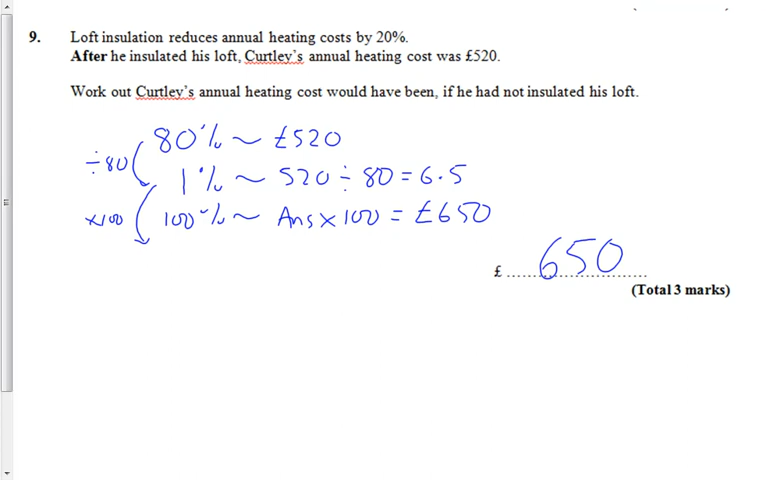 9. Loft insulation reduces annual heating costs by 20%.
After he insulated his loft, Curtley's annual heating cost was £520.
Work out Curtley's annual heating cost would have been, if he had not insulated his loft.
÷80 80% ~ £520
1% ~ 520 ÷ 80 = 6.5
×100 100% ~ Ans × 100 = £650
£ 650
(Total 3 marks)